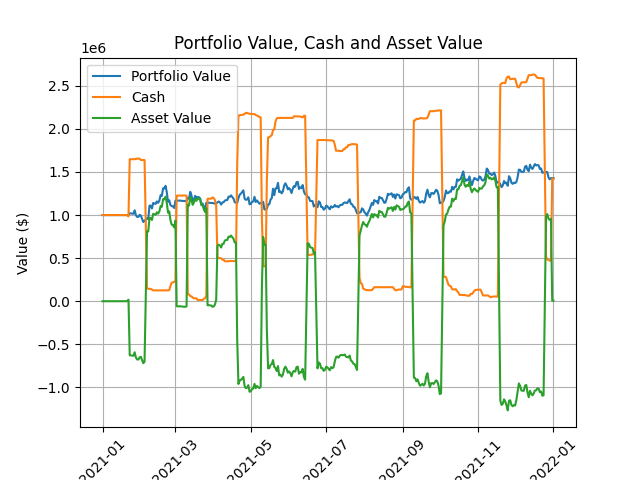 Portfolio Value, Cash and Asset Value
1e6
Portfolio Value
Cash
Asset Value
Value ($)
2.5
2.0
1.5
1.0
0.5
0.0
−0.5
−1.0
2021-01
2021-03
2021-05
2021-07
2021-09
2021-11
2022-01